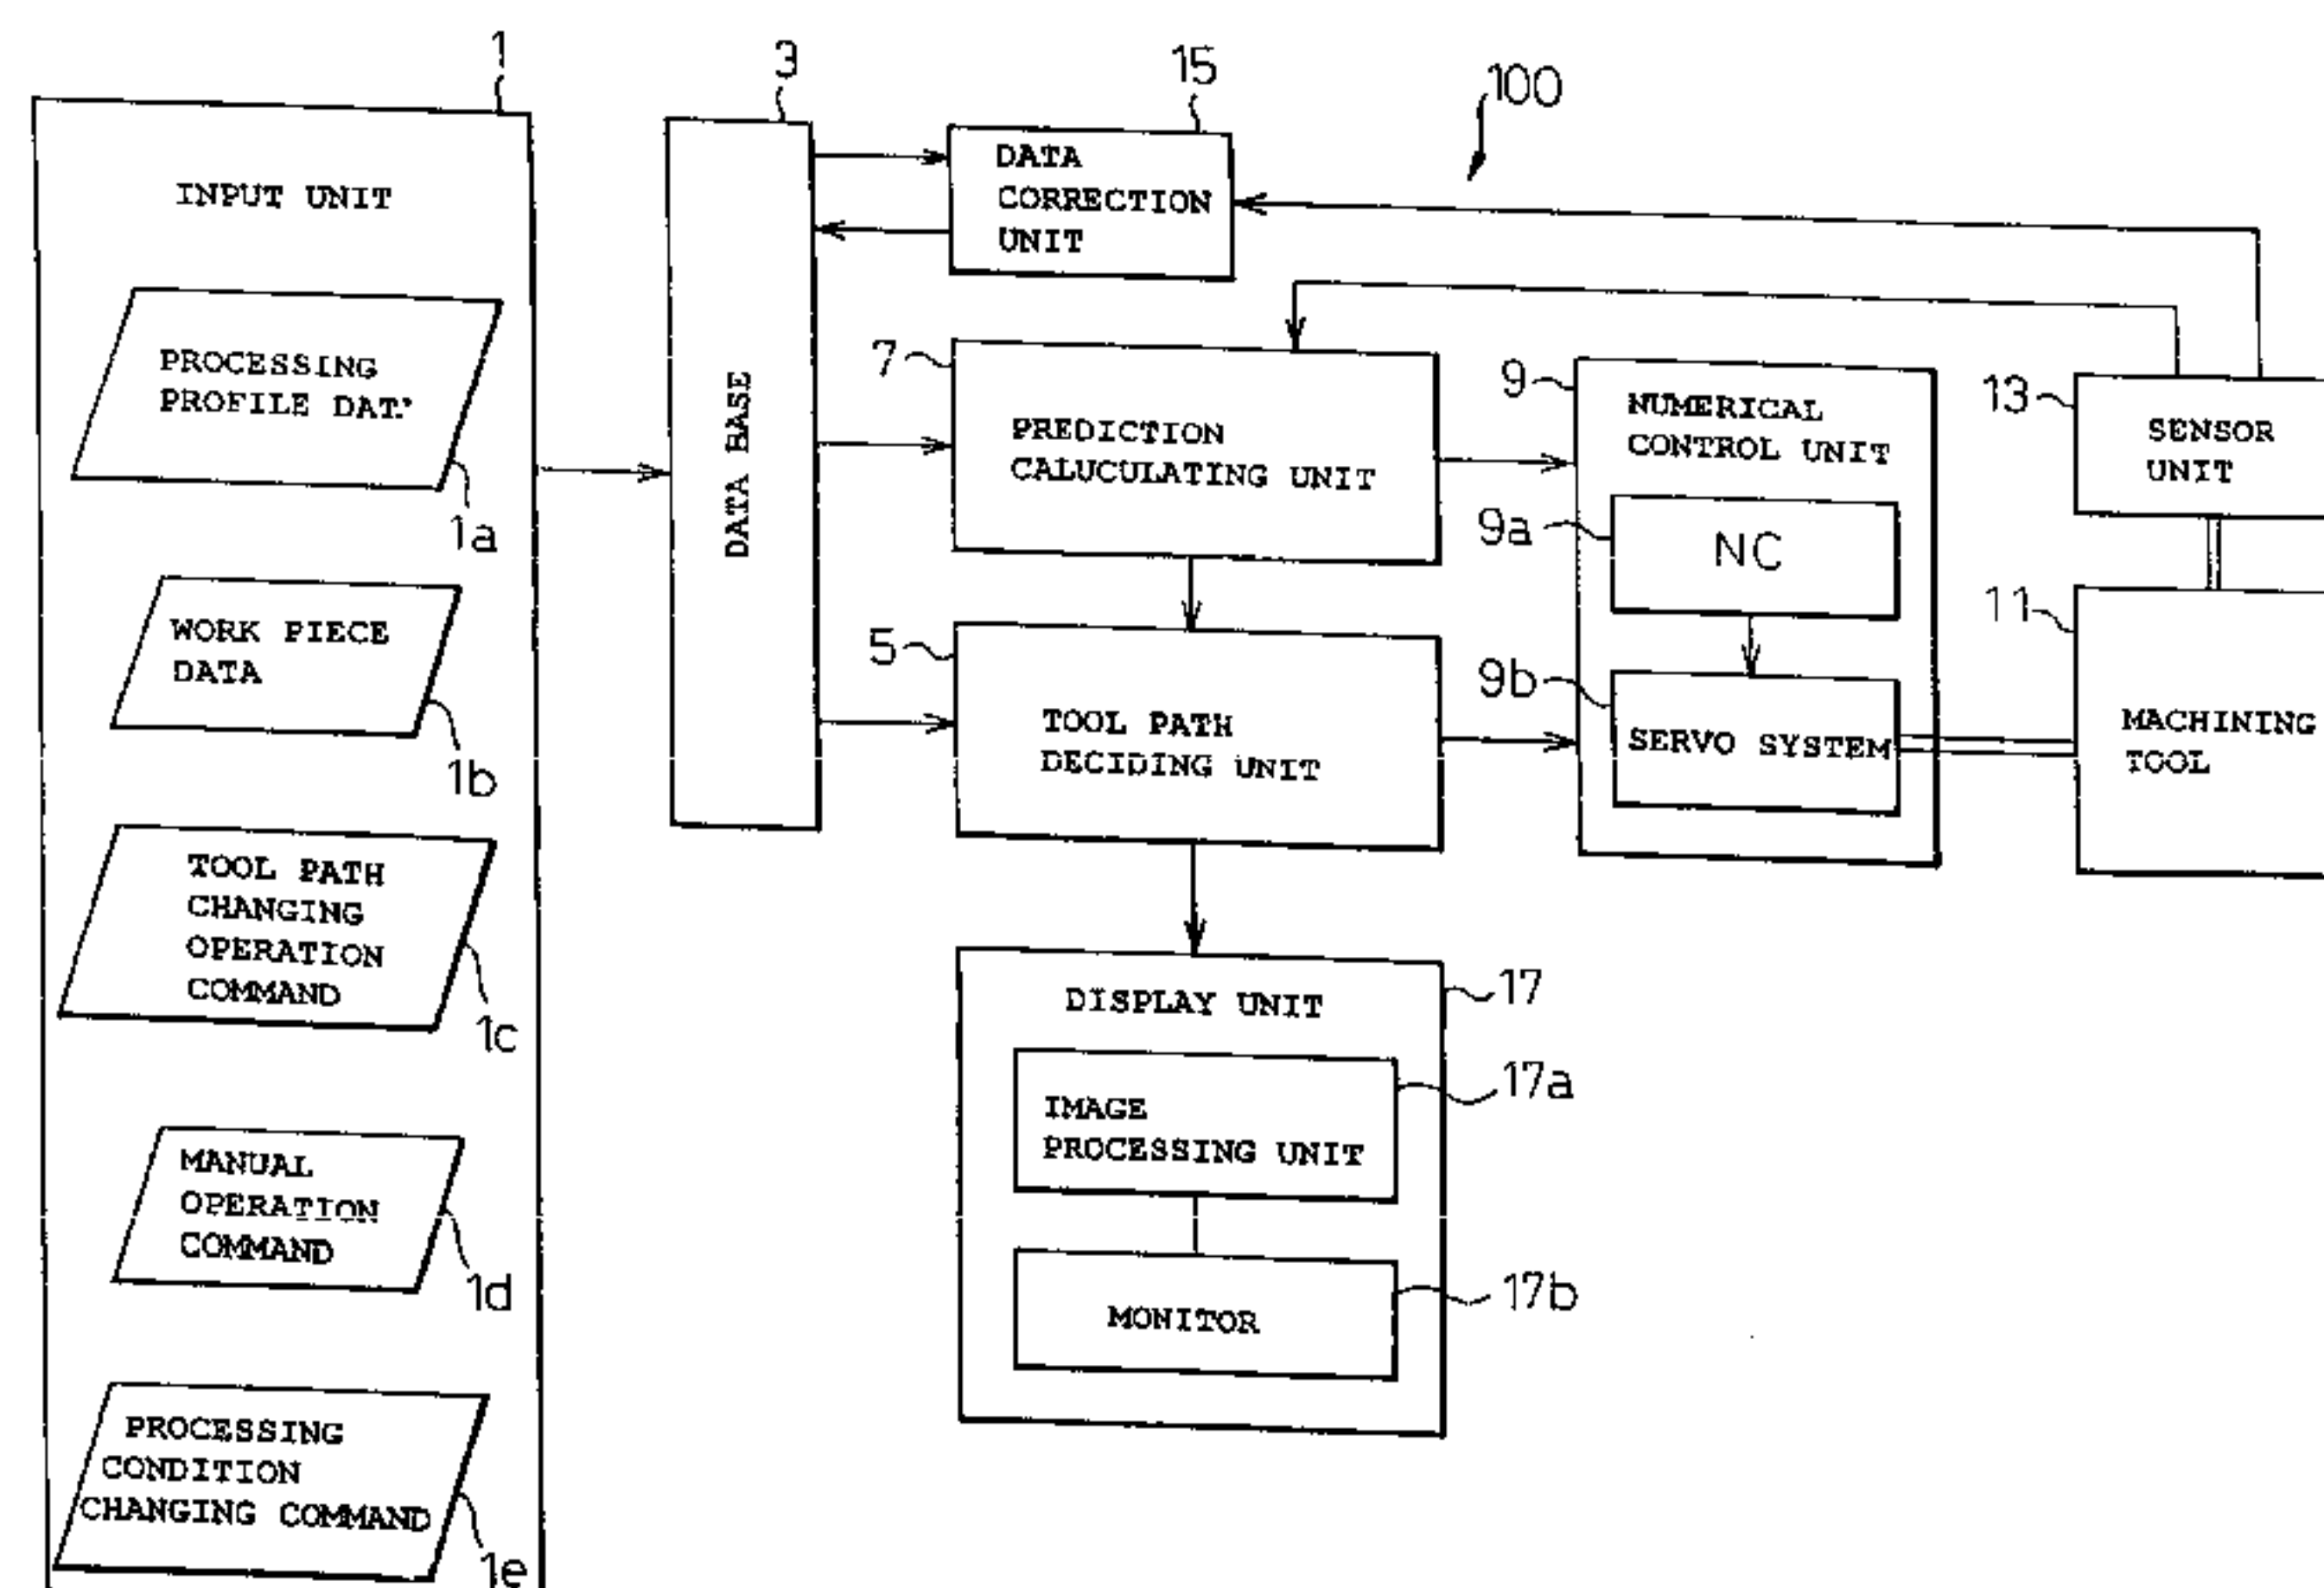 1
3
15
100
INPUT UNIT
DATA
CORRECTION
UNIT
PROCESSING
PROFILE DAT
1a
DATA BASE
7
PREDICTION
CALUCULATING UNIT
9
NUMERICAL
CONTROL UNIT
9a
NC
9b
SERVO SYSTEM
13
SENSOR
UNIT
11
MACHINING
TOOL
WORK PIECE
DATA
1b
5
TOOL PATH
DECIDING UNIT
TOOL PATH
CHANGING
OPERATION
COMMAND
1c
DISPLAY UNIT
17
IMAGE
PROCESSING UNIT
17a
MONITOR
17b
MANUAL
OPERATION
COMMAND
1d
PROCESSING
CONDITION
CHANGING COMMAND
1e